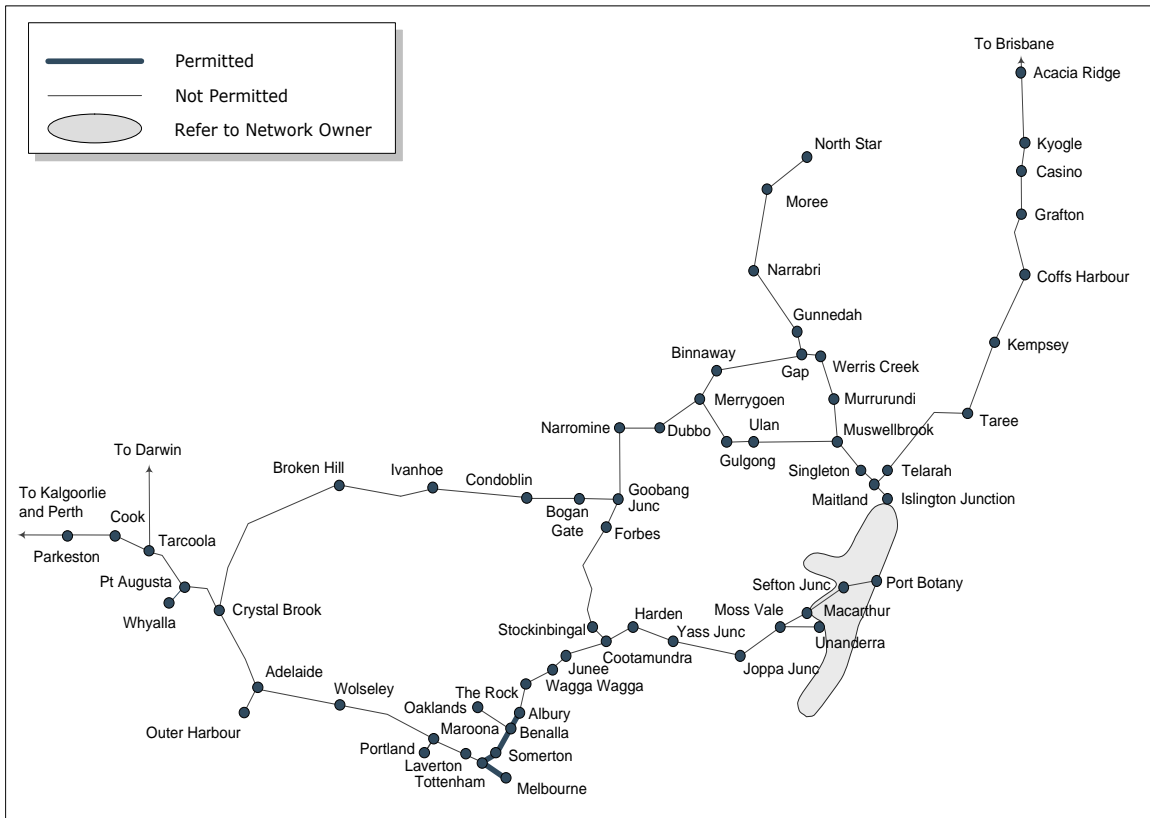 Permitted
Not Permitted
Refer to Network Owner
To Brisbane
Acacia Ridge
Kyogle
Casino
Grafton
Coffs Harbour
Kempsey
Taree
North Star
Moree
Narrabri
Gunnedah
Binnaway
Gap
Werris Creek
Merrygoen
Murrurundi
Narromine
Dubbo
Ulan
Gulgong
Muswellbrook
Singleton
Telarah
Maitland
Islington Junction
To Darwin
Broken Hill
Ivanhoe
Condoblin
Bogan
Gate
Goobang
Junc
Forbes
To Kalgoorlie
and Perth
Cook
Parkeston
Tarcoola
Pt Augusta
Whyalla
Crystal Brook
Sefton Junc
Port Botany
Moss Vale
Macarthur
Unanderra
Harden
Yass Junc
Joppa Junc
Stockinbingal
Cootamundra
Junee
Wagga Wagga
The Rock
Albury
Oaklands
Benalla
Adelaide
Outer Harbour
Wolseley
Maroona
Portland
Laverton
Tottenham
Somerton
Melbourne